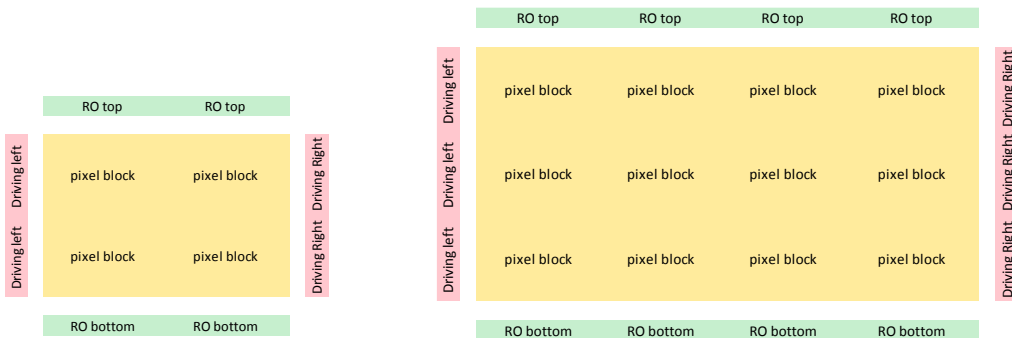 RO top RO top
Driving left
pixel block pixel block
Driving Right
Driving left
pixel block pixel block
Driving Right
RO bottom RO bottom
RO top RO top RO top RO top
Driving left
pixel block pixel block pixel block pixel block
Driving Right
Driving left
pixel block pixel block pixel block pixel block
Driving Right
Driving left
pixel block pixel block pixel block pixel block
Driving Right
RO bottom RO bottom RO bottom RO bottom